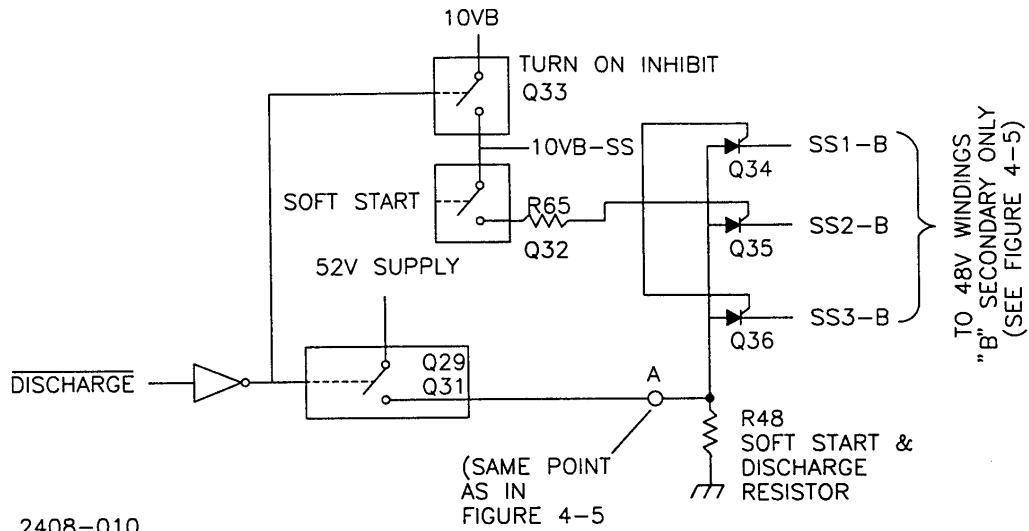 10VB
TURN ON INHIBIT
Q33
10VB-SS
SOFT START
R65
Q32
Q34
SS1-B
Q35
SS2-B
Q36
SS3-B
TO 48V WINDINGS
"B" SECONDARY ONLY
(SEE FIGURE 4-5)
52V SUPPLY
Q29
Q31
DISCHARGE
A
R48
SOFT START &
DISCHARGE
RESISTOR
(SAME POINT
AS IN
FIGURE 4-5
2408-010